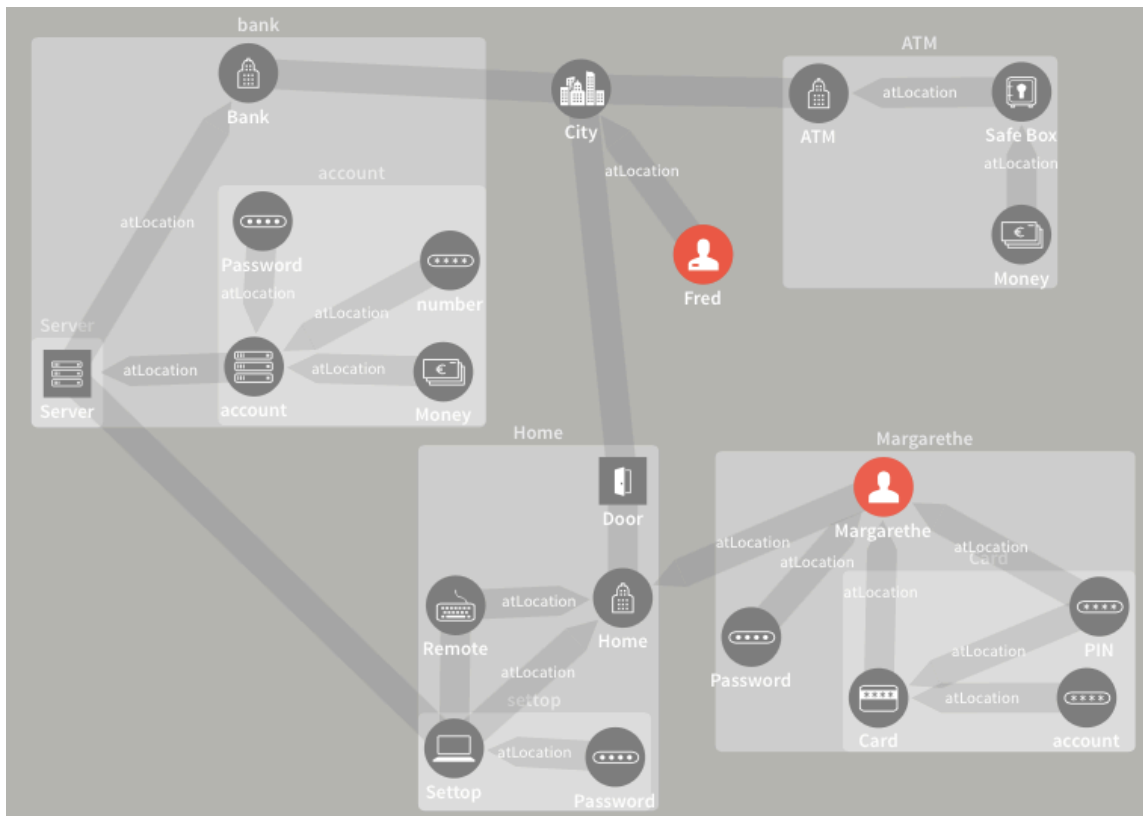 bank
Bank
City
ATM
ATM
atLocation
Safe Box
atLocation
Money
atLocation
Fred
account
atLocation
Password
atLocation
number
atLocation
Server
Server
atLocation
account
atLocation
Money
Home
Door
Remote
atLocation
Home
atLocation
settop
Settop
atLocation
Password
Margarethe
Margarethe
atLocation
atLocation
atLocation
Card
atLocation
Password
PIN
atLocation
Card
atLocation
account